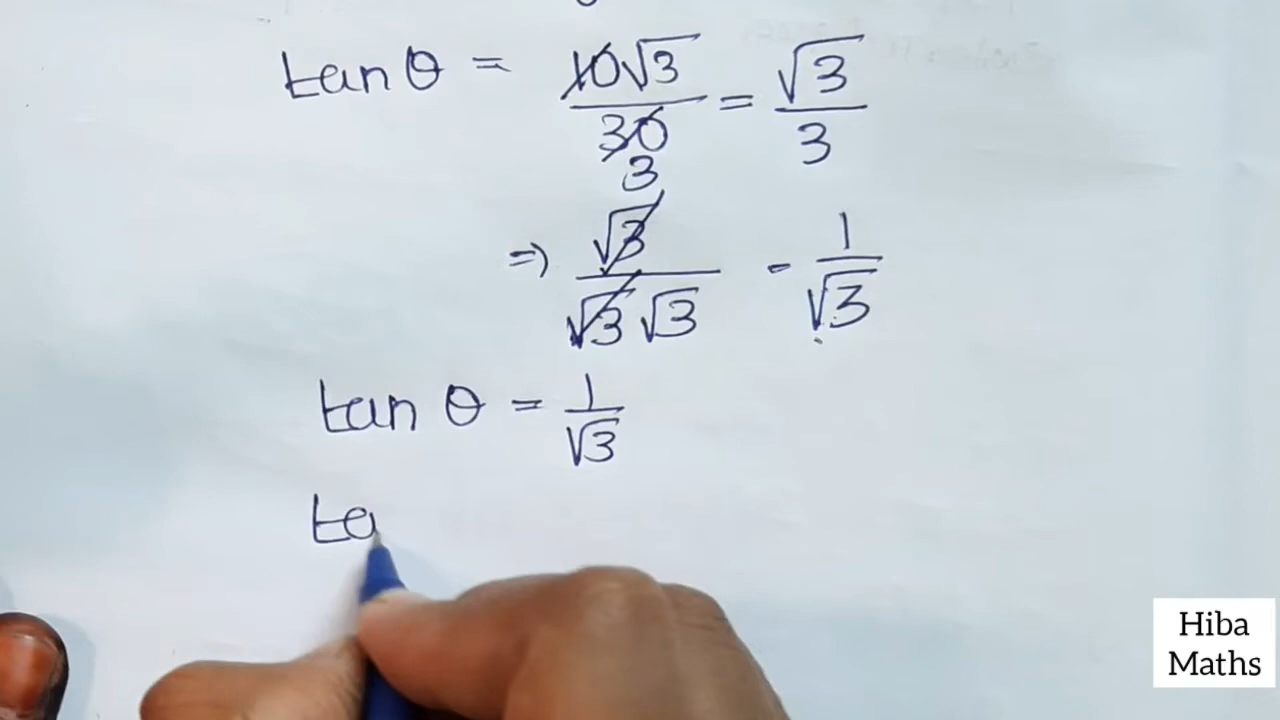 tan θ = 10√3/30 = √3/3
3
⇒ √3/√3 √3 - 1/√3
tan θ = 1/√3
ta
Hiba
Maths